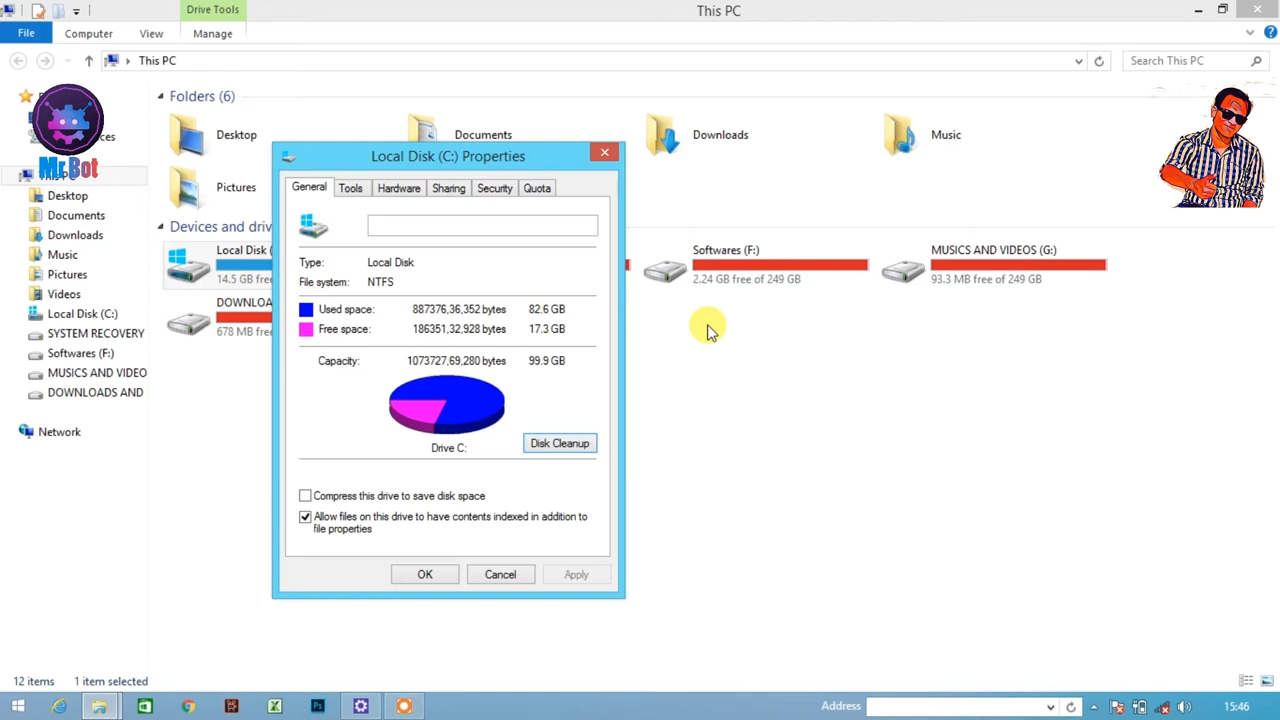 Drive Tools
This PC
File
Computer
View
Manage
This PC
Search This PC
Mr.Bot
This PC
Desktop
Documents
Downloads
Music
Pictures
Videos
Local Disk (C:)
SYSTEM RECOVERY
Softwares (F:)
MUSICS AND VIDEO
DOWNLOADS AND
Network
Folders (6)
Desktop
Documents
Downloads
Music
Pictures
Devices and driv
Local Disk (
14.5 GB free
Softwares (F:)
2.24 GB free of 249 GB
MUSICS AND VIDEOS (G:)
93.3 MB free of 249 GB
DOWNLOA
678 MB free
Local Disk (C:) Properties
General
Tools
Hardware
Sharing
Security
Quota
Type:
Local Disk
File system:
NTFS
Used space:
887376,36,352 bytes
82.6 GB
Free space:
186351,32,928 bytes
17.3 GB
Capacity:
1073727,69,280 bytes
99.9 GB
Drive C:
Disk Cleanup
Compress this drive to save disk space
Allow files on this drive to have contents indexed in addition to
file properties
OK
Cancel
Apply
12 items
1 item selected
Address
15:46